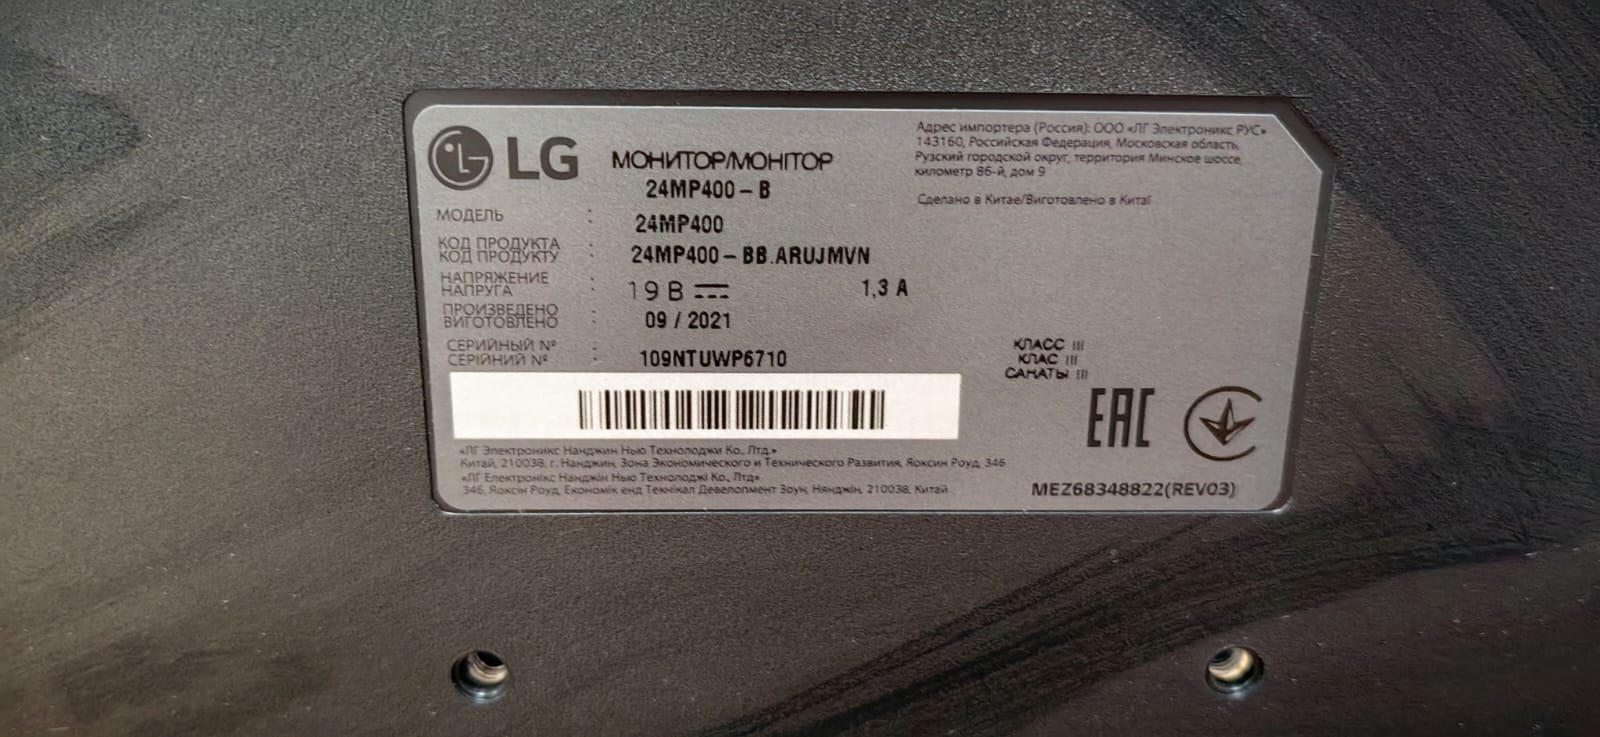 LG
МОНИТОР/МОНІТОР
24MP400 – B
МОДЕЛЬ : 24MP400
КОД ПРОДУКТА
КОД ПРОДУКТУ : 24MP400 – BB.ARUJMVN
НАПРЯЖЕНИЕ
НАПРУГА : 19 В 1,3 A
ПРОИЗВЕДЕНО
ВИГОТОВЛЕНО : 09 / 2021
СЕРИЙНЫЙ №
СЕРІЙНИЙ № : 109NTUWP6710
Адрес импортера (Россия): ООО «ЛГ Электроникс РУС»
143160, Российская Федерация, Московская область,
Рузский городской округ, территория Минское шоссе,
километр 86-й, дом 9
Сделано в Китае/Виготовлено в Китаї
КЛАСС III
КЛАС III
САНАТЫ III
EAC
«ЛГ Электроникс Нанджин Нью Технолоджи Ко., Лтд.»
Китай, 210038, г. Нанджин, Зона Экономического и Технического Развития, Яоксин Роуд, 346
«ЛГ Електронікс Нанджін Нью Технолоджі Ко., Лтд»
346, Яоксін Роуд, Економік енд Текнікал Девелопмент Зоун, Нянджін, 210038, Китай
MEZ68348822(REV03)